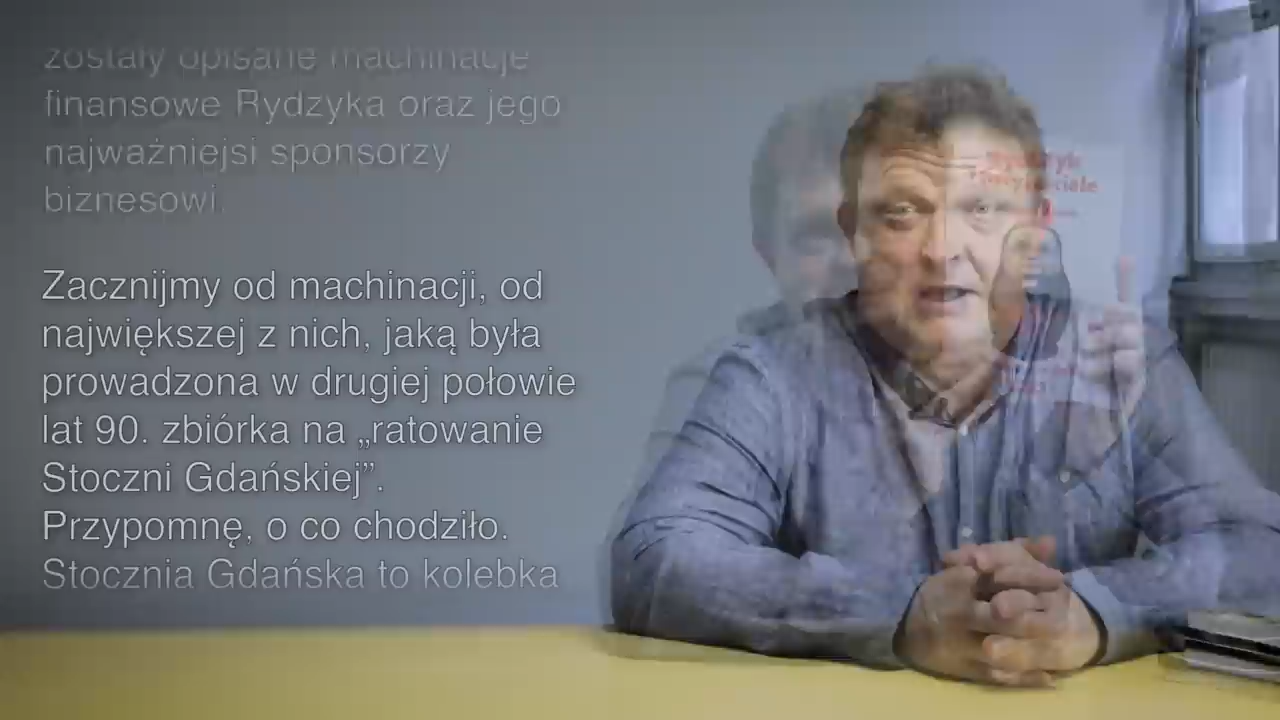 zostały opisane machinacje
finansowe Rydzyka oraz jego
najważniejsi sponsorzy
biznesowi.
Zacznijmy od machinacji, od
największej z nich, jaką była
prowadzona w drugiej połowie
lat 90. zbiórka na „ratowanie
Stoczni Gdańskiej”.
Przypomnę, o co chodziło.
Stocznia Gdańska to kolebka